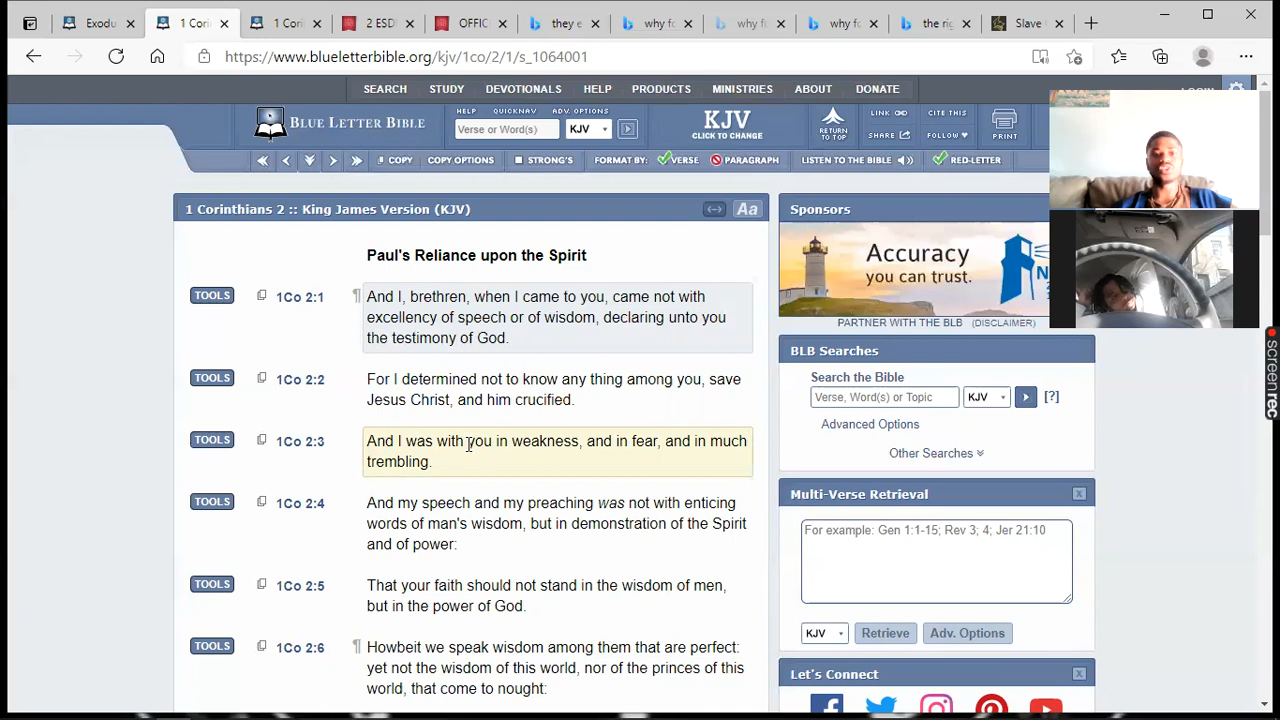 Exodu
1 Cori
1 Cori
2 ESDI
OFFIC
they e
why fo
why fo
why fo
the rig
Slave
https://www.blueletterbible.org/kjv/1co/2/1/s_1064001
SEARCH STUDY DEVOTIONALS HELP PRODUCTS MINISTRIES ABOUT DONATE
BLUE LETTER BIBLE
HELP QUICKNAV ADV. OPTIONS
Verse or Word(s) KJV
KJV
CLICK TO CHANGE
RETURN
TO TOP
LINK CITE THIS
SHARE FOLLOW
PRINT
COPY COPY OPTIONS STRONG'S FORMAT BY: VERSE PARAGRAPH LISTEN TO THE BIBLE RED-LETTER
1 Corinthians 2 :: King James Version (KJV) Aa
Paul's Reliance upon the Spirit
TOOLS 1Co 2:1 ¶ And I, brethren, when I came to you, came not with
excellency of speech or of wisdom, declaring unto you
the testimony of God.
TOOLS 1Co 2:2 For I determined not to know any thing among you, save
Jesus Christ, and him crucified.
TOOLS 1Co 2:3 And I was with you in weakness, and in fear, and in much
trembling.
TOOLS 1Co 2:4 And my speech and my preaching was not with enticing
words of man's wisdom, but in demonstration of the Spirit
and of power:
TOOLS 1Co 2:5 That your faith should not stand in the wisdom of men,
but in the power of God.
TOOLS 1Co 2:6 ¶ Howbeit we speak wisdom among them that are perfect:
yet not the wisdom of this world, nor of the princes of this
world, that come to nought:
Sponsors
Accuracy
you can trust.
N
PARTNER WITH THE BLB (DISCLAIMER)
BLB Searches
Search the Bible
Verse, Word(s) or Topic KJV [?]
Advanced Options
Other Searches
Multi-Verse Retrieval
For example: Gen 1:1-15; Rev 3; 4; Jer 21:10
KJV Retrieve Adv. Options
Let's Connect
screenrec